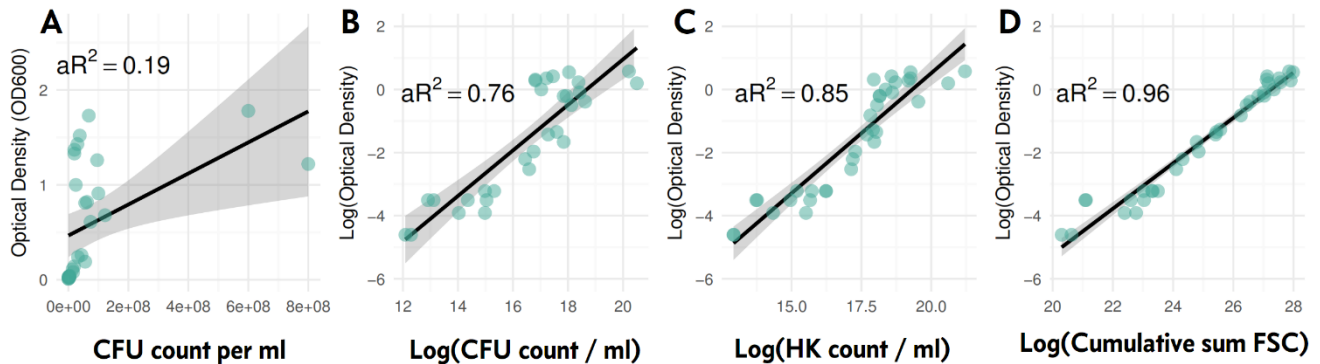 A
Optical Density (OD600)
aR² = 0.19
2
1
0
0e+00 2e+08 4e+08 6e+08 8e+08
CFU count per ml
B
Log(Optical Density)
aR² = 0.76
2
0
−2
−4
−6
12 14 16 18 20
Log(CFU count / ml)
C
Log(Optical Density)
aR² = 0.85
2
0
−2
−4
−6
15.0 17.5 20.0
Log(HK count / ml)
D
Log(Optical Density)
aR² = 0.96
2
0
−2
−4
−6
20 22 24 26 28
Log(Cumulative sum FSC)